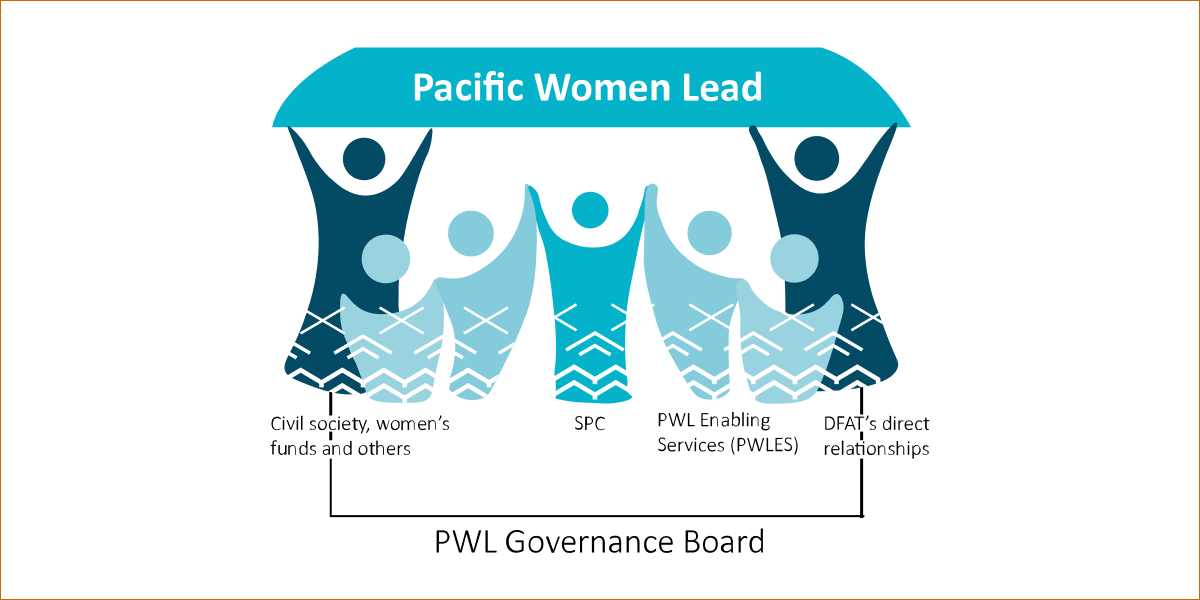 Pacific Women Lead
Civil society, women's
funds and others
SPC
PWL Enabling
Services (PWLES)
DFAT's direct
relationships
PWL Governance Board